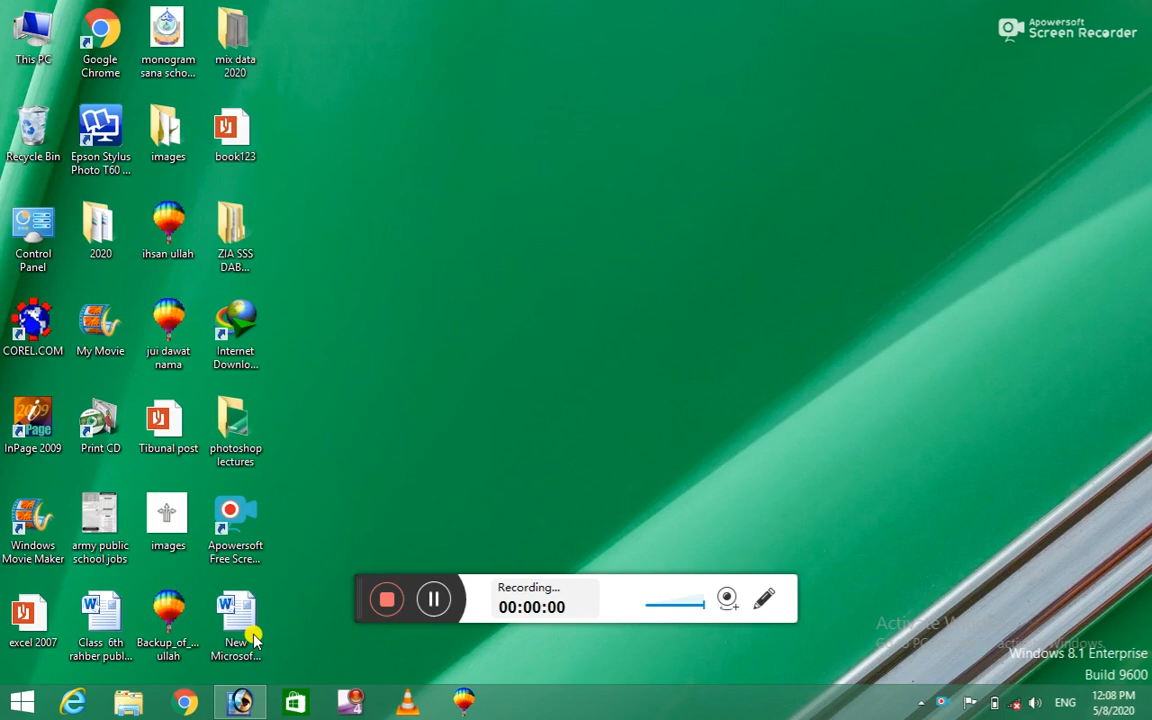 Apowersoft
Screen Recorder
This PC
Google
Chrome
monogram
sana scho...
mix data
2020
Recycle Bin
Epson Stylus
Photo T60 ...
images
book123
Control
Panel
2020
ihsan ullah
ZIA SSS
DAB...
COREL.COM
My Movie
jui dawat
nama
Internet
Downlo...
InPage 2009
Print CD
Tibunal post
photoshop
lectures
Windows
Movie Maker
army public
school jobs
images
Apowersoft
Free Scre...
excel 2007
Class 6th
rahber publ...
Backup_of_...
ullah
New
Microsof...
Recording...
00:00:00
Windows 8.1 Enterprise
Build 9600
ENG
12:08 PM
5/8/2020